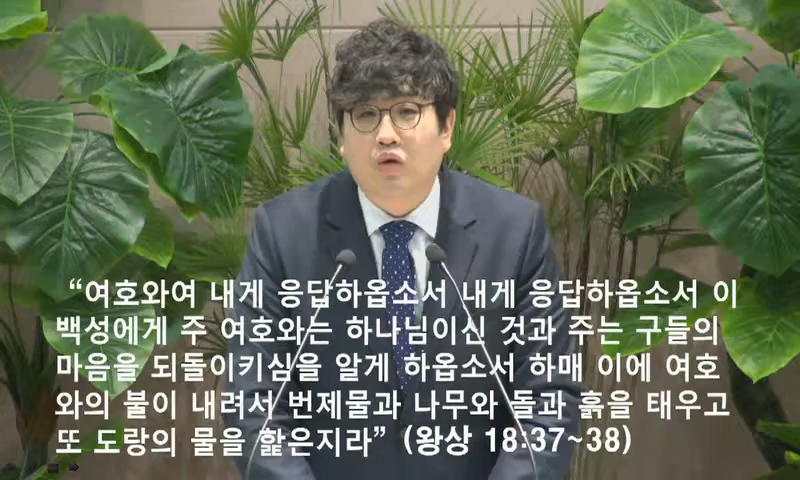 “여호와여 내게 응답하옵소서 내게 응답하옵소서 이
백성에게 주 여호와는 하나님이신 것과 주는 구들의
마음을 되돌이키심을 알게 하옵소서 하매 이에 여호
와의 불이 내려서 번제물과 나무와 돌과 흙을 태우고
또 도랑의 물을 핥은지라” (왕상 18:37~38)